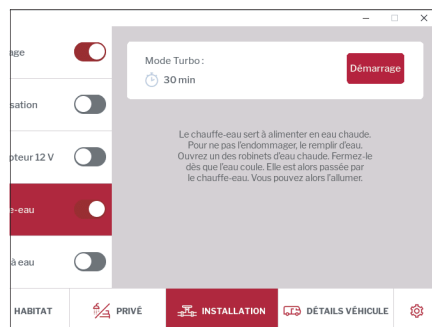 age
Mode Turbo :
30 min
Démarrage
sation
oteur 12 V
Le chauffe-eau sert à alimenter en eau chaude.
Pour ne pas l'endommager, le remplir d'eau.
Ouvrez un des robinets d'eau chaude. Fermez-le
dès que l'eau coule. Elle est alors passée par
le chauffe-eau. Vous pouvez alors l'allumer.
e-eau
à eau
HABITAT
PRIVÉ
INSTALLATION
DÉTAILS VÉHICULE